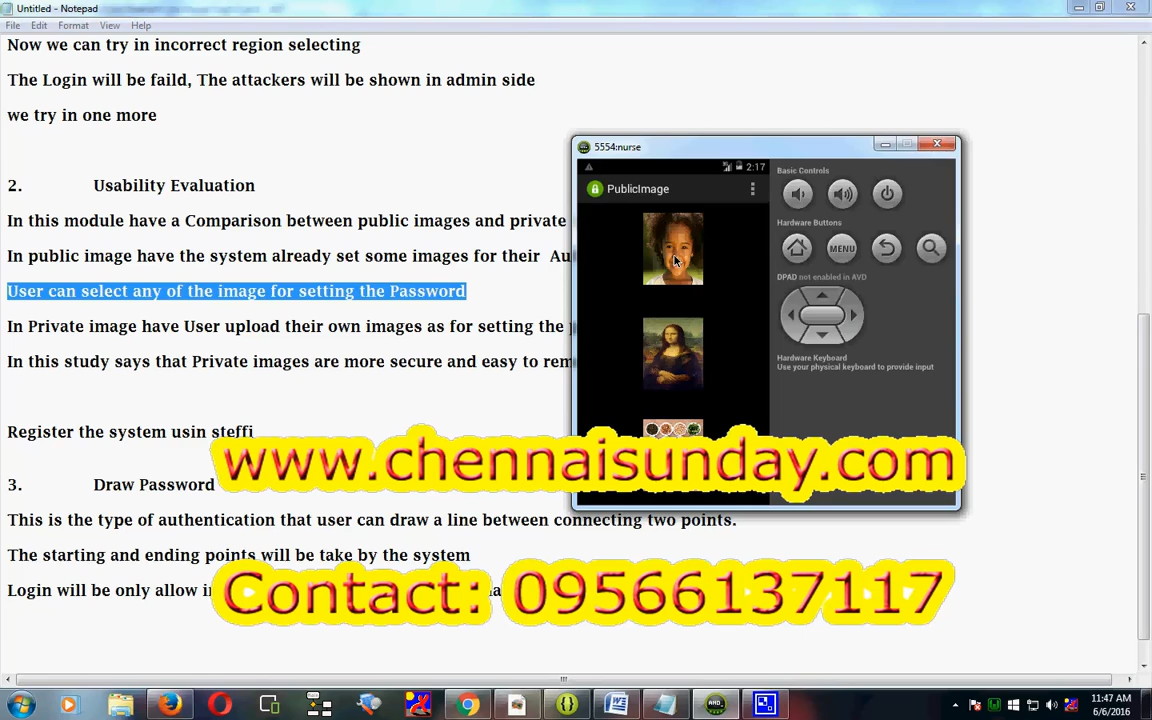 Untitled - Notepad
File Edit Format View Help
Now we can try in incorrect region selecting
The Login will be faild, The attackers will be shown in admin side
we try in one more
2. Usability Evaluation
In this module have a Comparison between public images and private
In public image have the system already set some images for their Au
User can select any of the image for setting the Password
In Private image have User upload their own images as for setting the
In this study says that Private images are more secure and easy to rem
Register the system usin steffi
3. Draw Password
This is the type of authentication that user can draw a line between connecting two points.
The starting and ending points will be take by the system
Login will be only allow i
5554:nurse
2:17
PublicImage
Basic Controls
Hardware Buttons
MENU
DPAD not enabled in AVD
Hardware Keyboard
Use your physical keyboard to provide input
www.chennaisunday.com
Contact: 09566137117
11:47 AM
6/6/2016